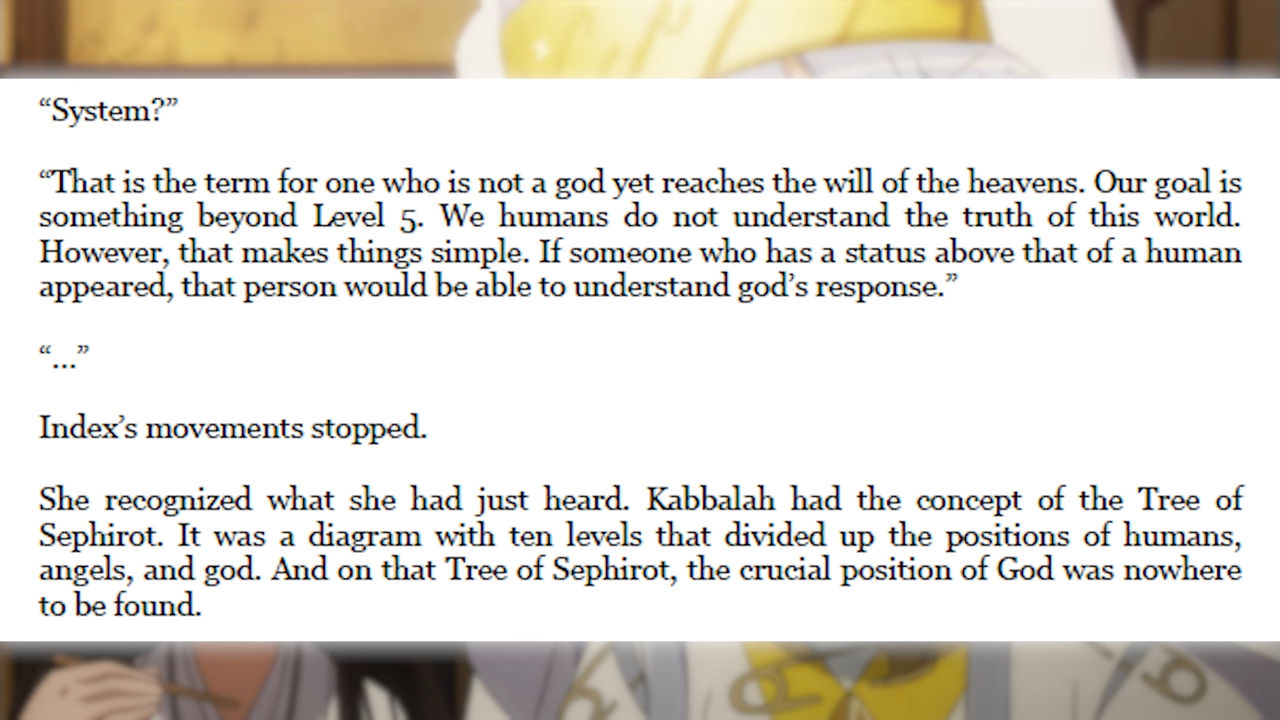 “System?”
“That is the term for one who is not a god yet reaches the will of the heavens. Our goal is
something beyond Level 5. We humans do not understand the truth of this world.
However, that makes things simple. If someone who has a status above that of a human
appeared, that person would be able to understand god’s response.”
“…”
Index’s movements stopped.
She recognized what she had just heard. Kabbalah had the concept of the Tree of
Sephirot. It was a diagram with ten levels that divided up the positions of humans,
angels, and god. And on that Tree of Sephirot, the crucial position of God was nowhere
to be found.